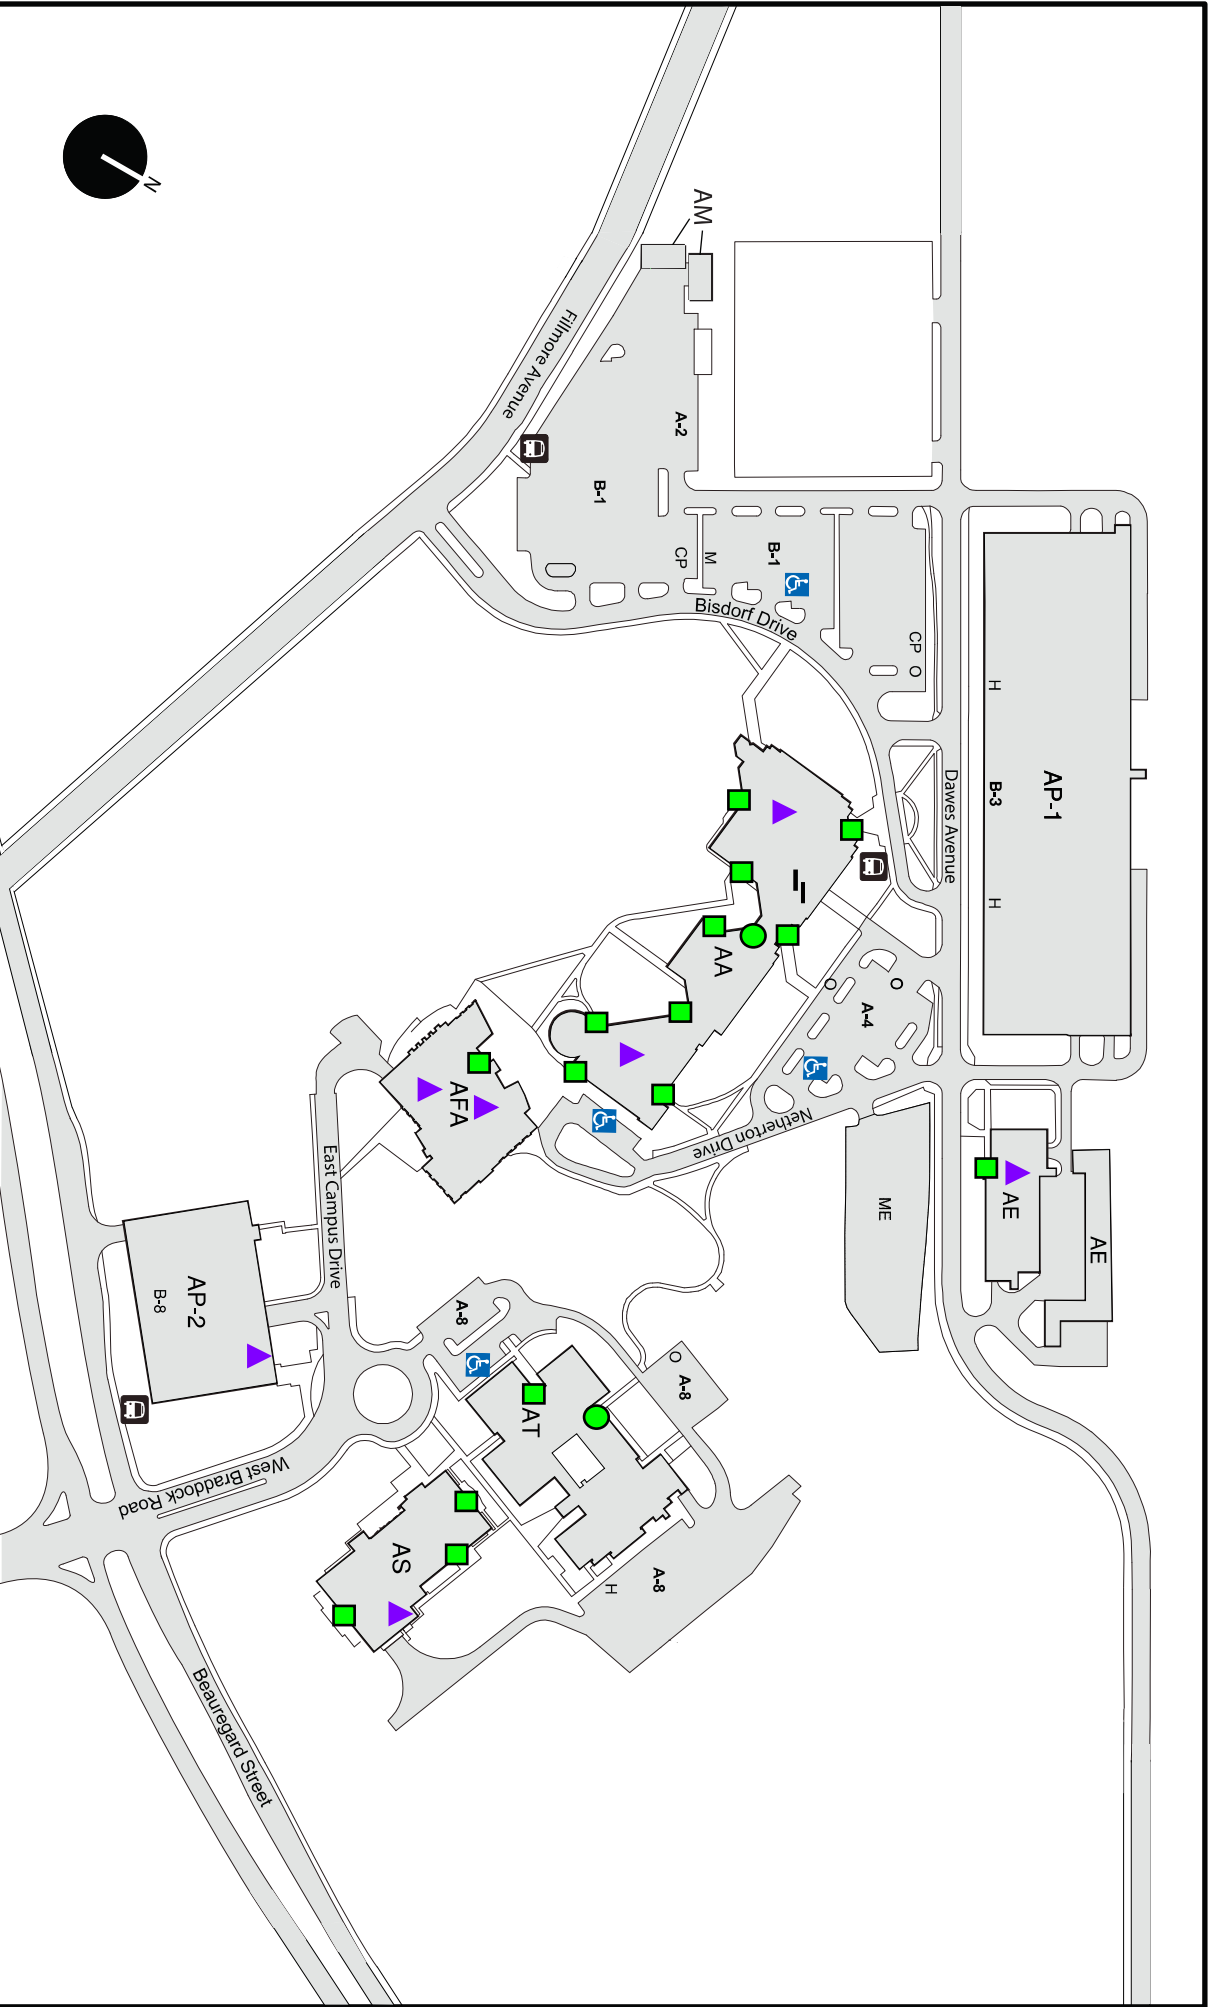 N
AM
Fillmore Avenue
A-2
B-1
B-1
M
CP
Bisdorf Drive
CP
O
H
B-3
AP-1
H
Dawes Avenue
AA
O
O
A-4
AFA
Netherton Drive
ME
AE
AE
East Campus Drive
AP-2
B-8
A-8
O
A-8
AT
West Braddock Road
AS
H
A-8
Beauregard Street